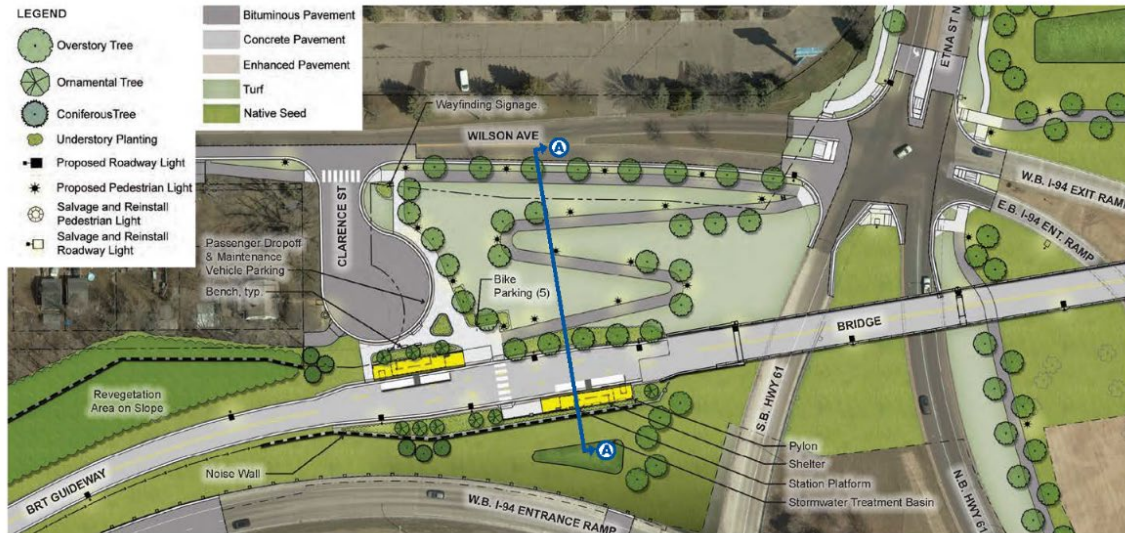 LEGEND
Overstory Tree
Ornamental Tree
ConiferousTree
Understory Planting
Proposed Roadway Light
Proposed Pedestrian Light
Salvage and Reinstall
Pedestrian Light
Salvage and Reinstall
Roadway Light
Bituminous Pavement
Concrete Pavement
Enhanced Pavement
Turf
Native Seed
Wayfinding Signage
WILSON AVE
A
ETNA ST N
W.B. I-94 EXIT RAMP
E.B. I-94 ENT. RAMP
CLARENCE ST
Passenger Dropoff
& Maintenance
Vehicle Parking
Bench, typ.
Bike
Parking (5)
BRIDGE
Revegetation
Area on Slope
S.B. HWY 61
N.B. HWY 61
Noise Wall
BRT GUIDEWAY
A
W.B. I-94 ENTRANCE RAMP
Pylon
Shelter
Station Platform
Stormwater Treatment Basin